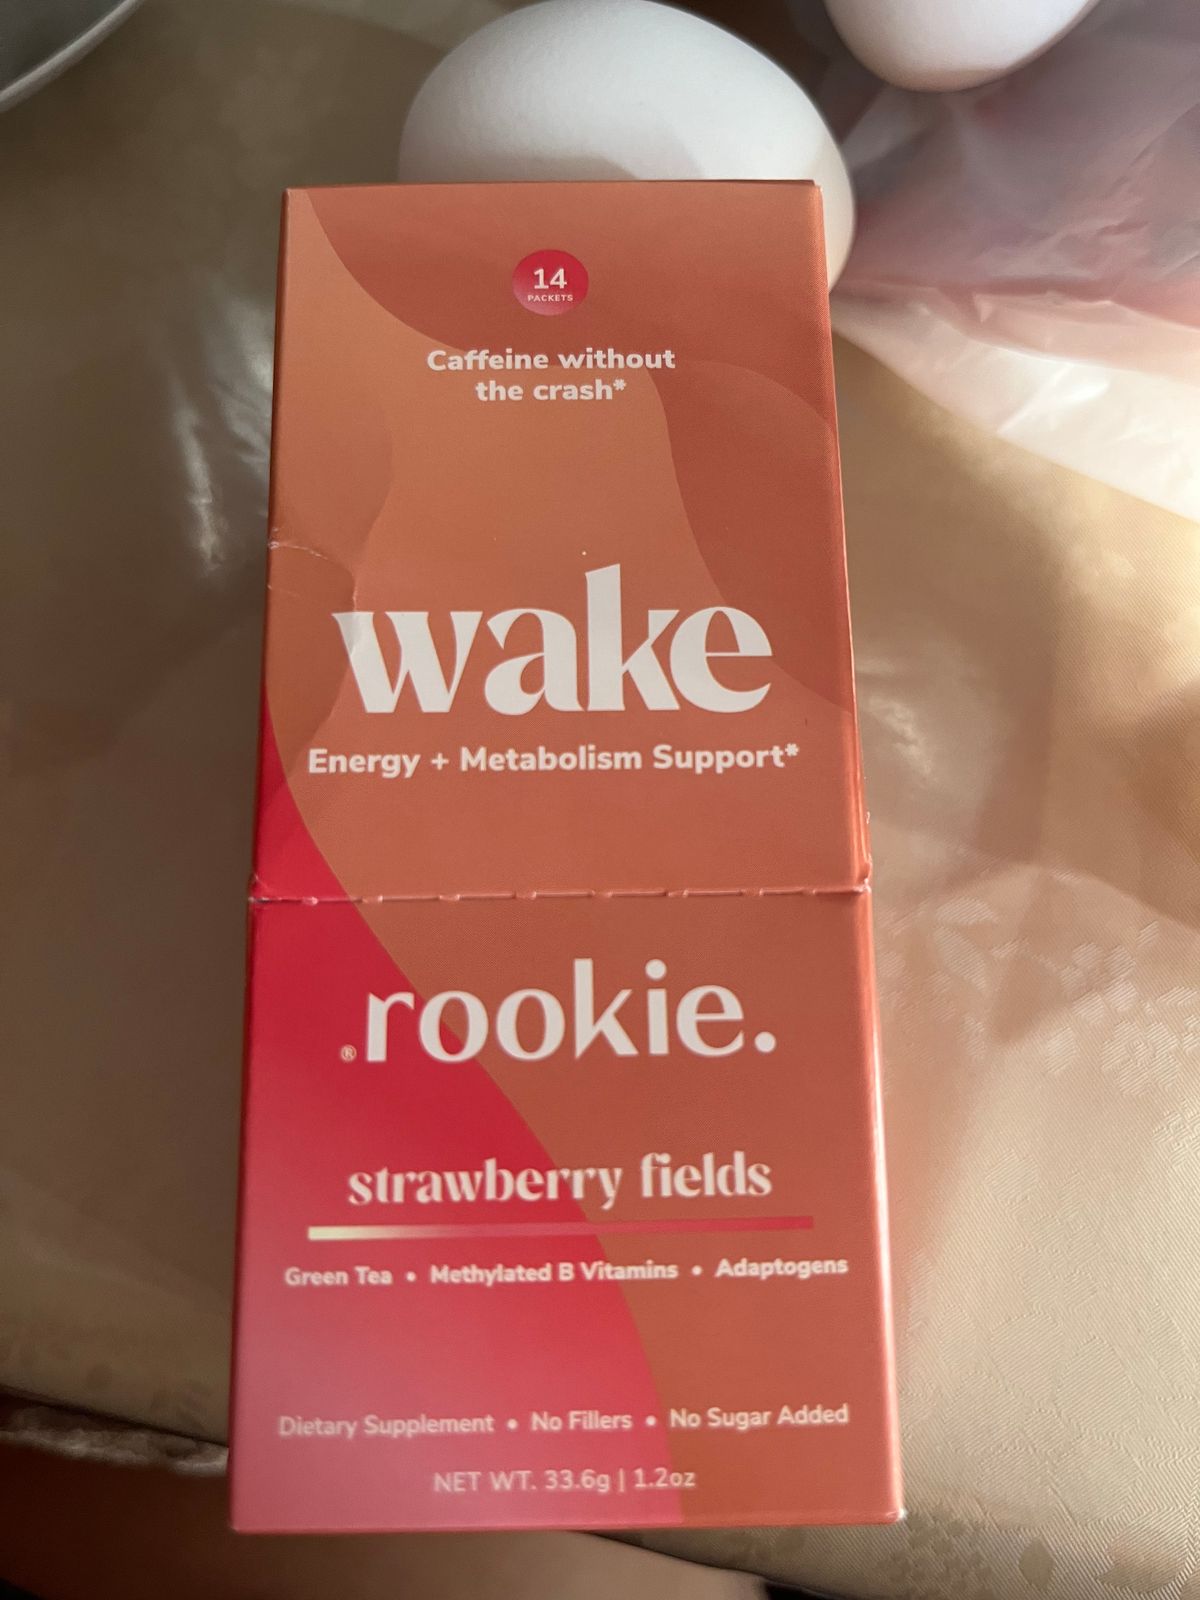 14
PACKETS
Caffeine without
the crash*
wake
Energy + Metabolism Support*
®rookie.
strawberry fields
Green Tea • Methylated B Vitamins • Adaptogens
Dietary Supplement • No Fillers • No Sugar Added
NET WT. 33.6g | 1.2oz